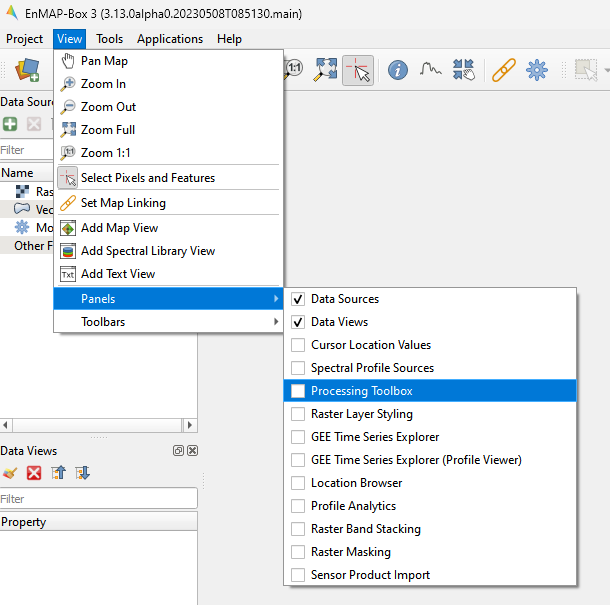 EnMAP-Box 3 (3.13.0alpha0.20230508T085130.main)
Project View Tools Applications Help
Pan Map
Zoom In
Zoom Out
Zoom Full
Zoom 1:1
Select Pixels and Features
Set Map Linking
Add Map View
Add Spectral Library View
Txt Add Text View
Panels
Toolbars
1:1
Data Sour
Filter
Name
Ras
Vec
Mo
Other F
Data Sources
Data Views
Cursor Location Values
Spectral Profile Sources
Processing Toolbox
Raster Layer Styling
GEE Time Series Explorer
GEE Time Series Explorer (Profile Viewer)
Location Browser
Profile Analytics
Raster Band Stacking
Raster Masking
Sensor Product Import
Data Views
Filter
Property